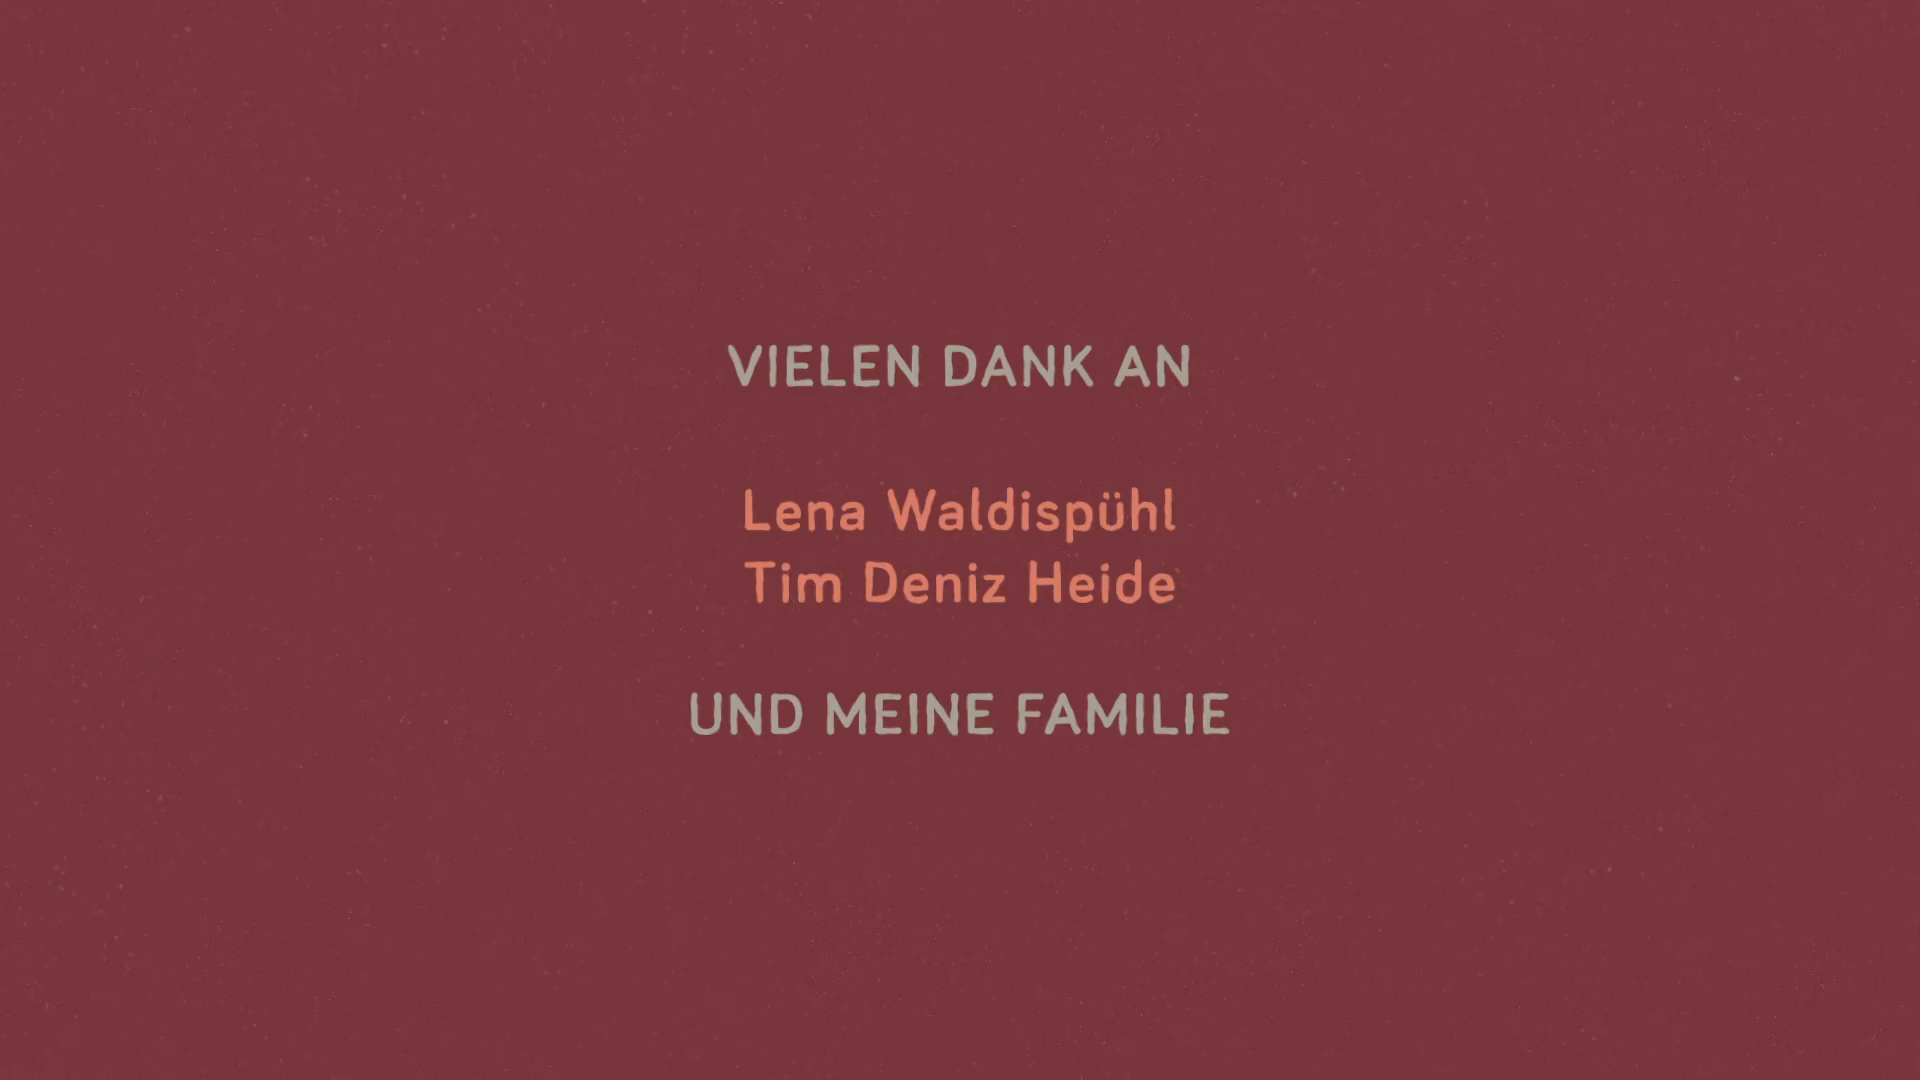 VIELEN DANK AN
Lena Waldispühl
Tim Deniz Heide
UND MEINE FAMILIE